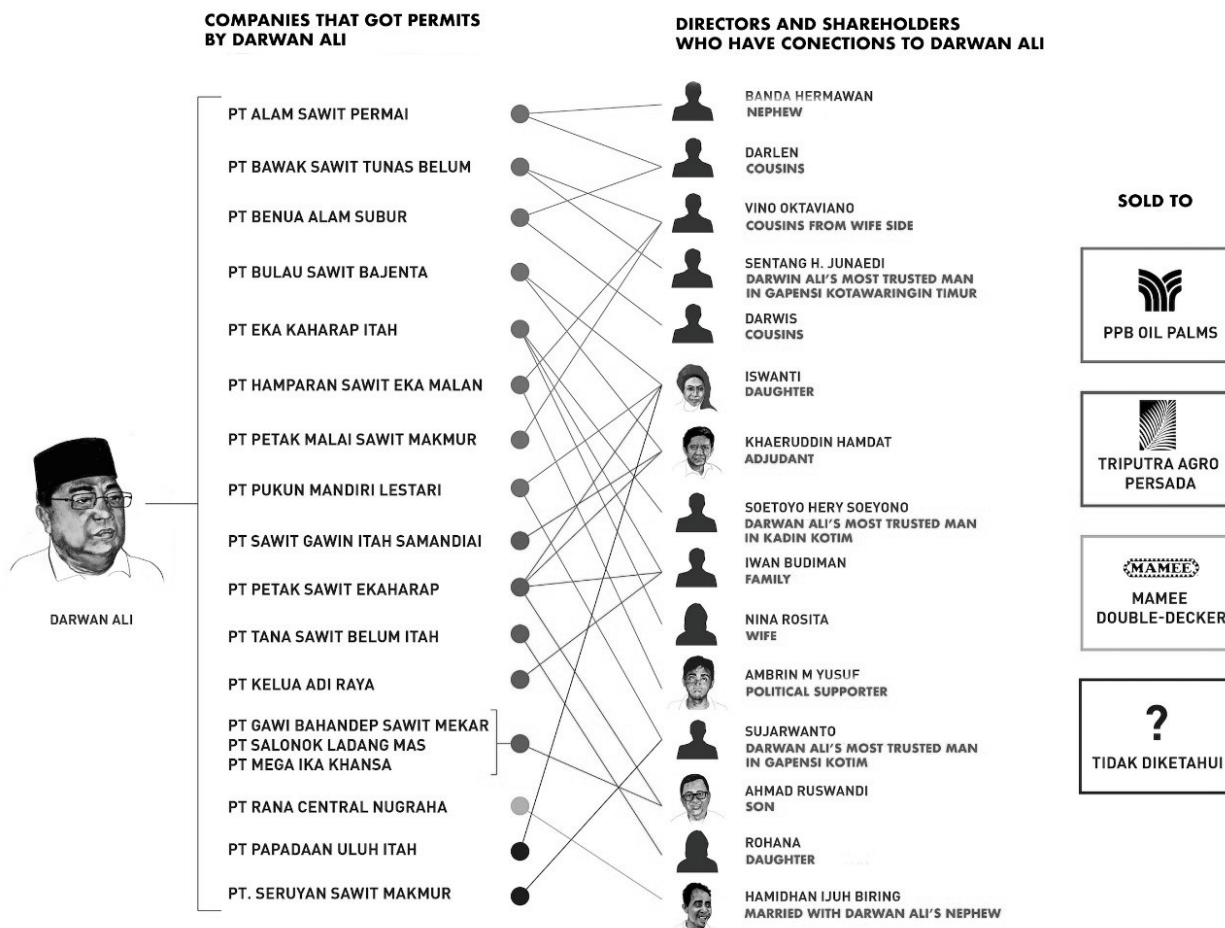 COMPANIES THAT GOT PERMITS
BY DARWAN ALI
PT ALAM SAWIT PERMAI
PT BAWAK SAWIT TUNAS BELUM
PT BENUA ALAM SUBUR
PT BULAU SAWIT BAJENTA
PT EKA KAHARAP ITAH
PT HAMPARAN SAWIT EKA MALAN
PT PETAK MALAI SAWIT MAKMUR
PT PUKUN MANDIRI LESTARI
PT SAWIT GAWIN ITAH SAMANDIAI
PT PETAK SAWIT EKAHARAP
PT TANA SAWIT BELUM ITAH
PT KELUA ADI RAYA
PT GAWI BAHANDEP SAWIT MEKAR
PT SALONOK LADANG MAS
PT MEGA IKA KHANSA
PT RANA CENTRAL NUGRAHA
PT PAPADAAN ULUH ITAH
PT. SERUYAN SAWIT MAKMUR
DARWAN ALI
DIRECTORS AND SHAREHOLDERS
WHO HAVE CONECTIONS TO DARWAN ALI
BANDA HERMAWAN
NEPHEW
DARLEN
COUSINS
VINO OKTAVIANO
COUSINS FROM WIFE SIDE
SENTANG H. JUNAEDI
DARWIN ALI'S MOST TRUSTED MAN
IN GAPENSI KOTAWARINGIN TIMUR
DARWIS
COUSINS
ISWANTI
DAUGHTER
KHAERUDDIN HAMDAT
ADJUDANT
SOETOYO HERY SOEYONO
DARWAN ALI'S MOST TRUSTED MAN
IN KADIN KOTIM
IWAN BUDIMAN
FAMILY
NINA ROSITA
WIFE
AMBRIN M YUSUF
POLITICAL SUPPORTER
SUJARWANTO
DARWAN ALI'S MOST TRUSTED MAN
IN GAPENSI KOTIM
AHMAD RUSWANDI
SON
ROHANA
DAUGHTER
HAMIDHAN IJUH BIRING
MARRIED WITH DARWAN ALI'S NEPHEW
SOLD TO
PPB OIL PALMS
TRIPUTRA AGRO
PERSADA
MAMEE
MAMEE
DOUBLE-DECKER
?
TIDAK DIKETAHUI